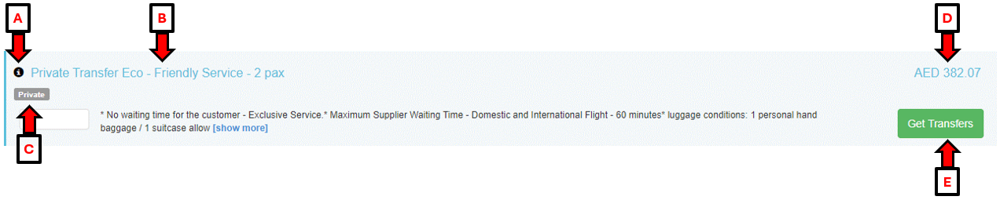 A
B
D
Private Transfer Eco - Friendly Service - 2 pax
AED 382.07
Private
* No waiting time for the customer - Exclusive Service.* Maximum Supplier Waiting Time - Domestic and International Flight - 60 minutes* luggage conditions: 1 personal hand
baggage / 1 suitcase allow [show more]
Get Transfers
C
E